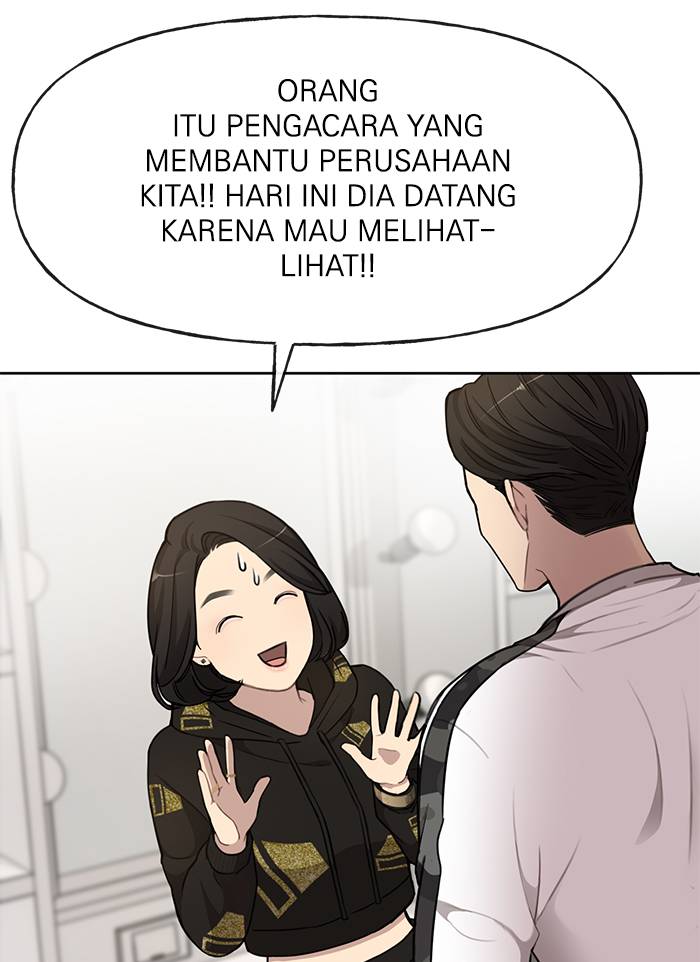 ORANG
ITU PENGACARA YANG
MEMBANTU PERUSAHAAN
KITA!! HARI INI DIA DATANG
KARENA MAU MELIHAT-
LIHAT!!